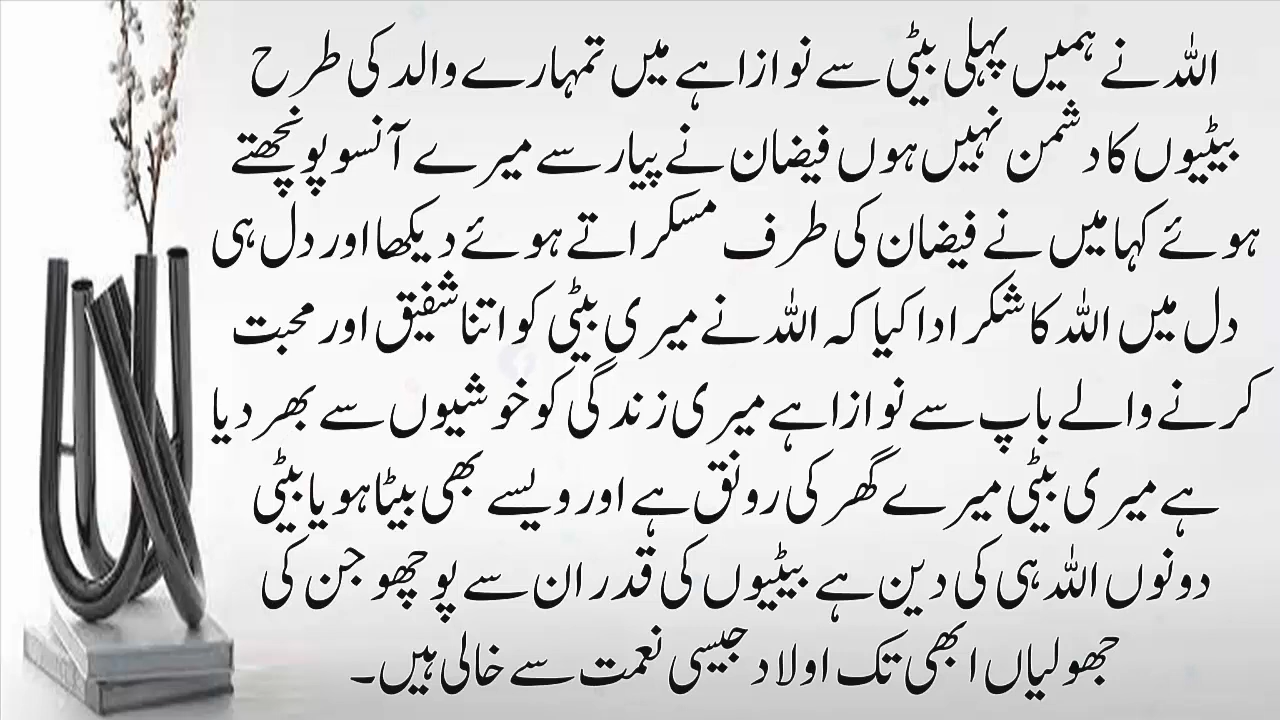 اللہ نے ہمیں پہلی بیٹی سے نوازا ہے میں تمہارے والد کی طرح
بیٹیوں کا دشمن نہیں ہوں فیضان نے پیار سے میرے آنسو پونچھتے
ہوئے کہا میں نے فیضان کی طرف مسکراتے ہوئے دیکھا اور دل ہی
دل میں اللہ کا شکر ادا کیا کہ اللہ نے میری بیٹی کو اتنا شفیق اور محبت
کرنے والے باپ سے نوازا ہے میری زندگی کو خوشیوں سے بھر دیا
ہے میری بیٹی میرے گھر کی رونق ہے اور ویسے بھی بیٹا ہو یا بیٹی
دونوں اللہ ہی کی دین ہے بیٹیوں کی قدر ان سے پوچھو جن کی
جھولیاں ابھی تک اولاد جیسی نعمت سے خالی ہیں۔